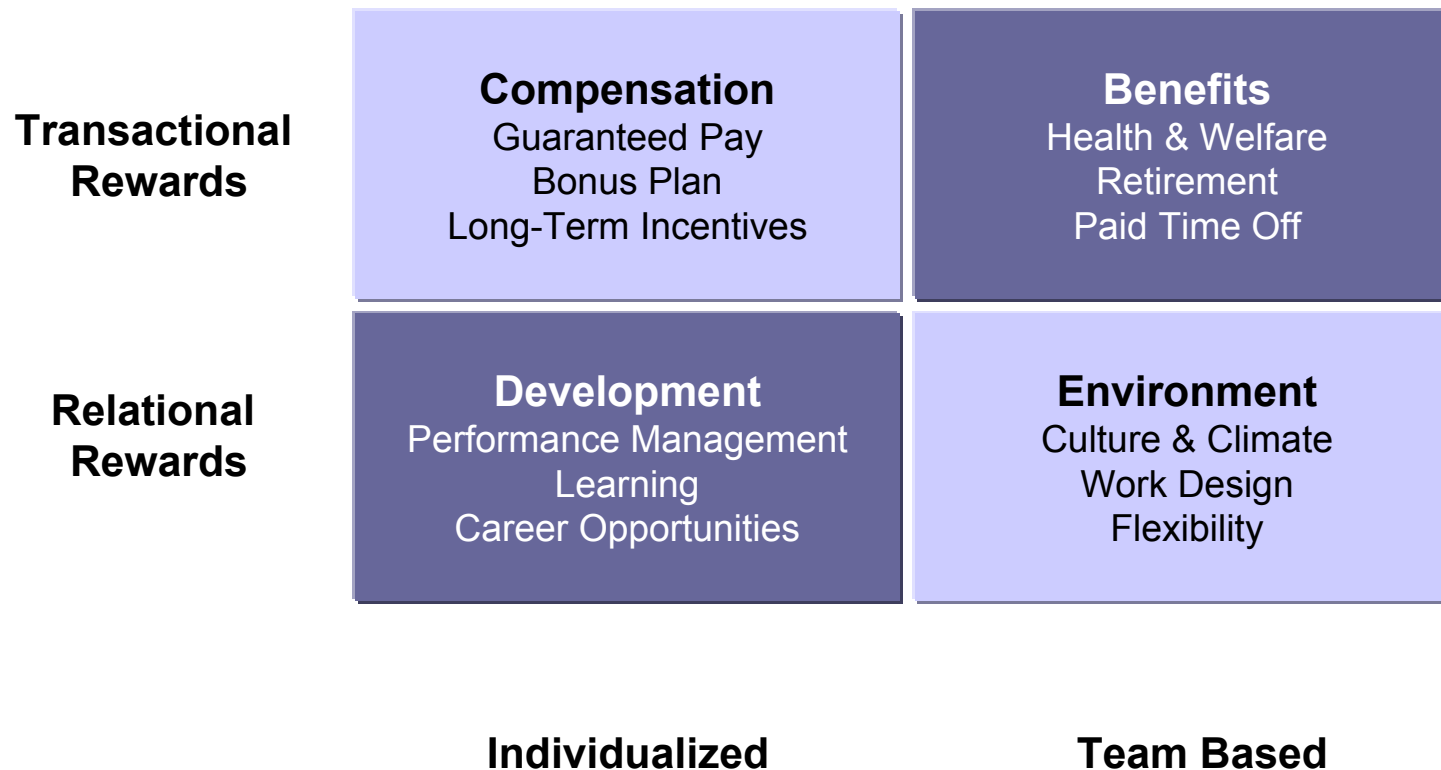 Transactional
Rewards
Compensation
Guaranteed Pay
Bonus Plan
Long-Term Incentives
Benefits
Health & Welfare
Retirement
Paid Time Off
Relational
Rewards
Development
Performance Management
Learning
Career Opportunities
Environment
Culture & Climate
Work Design
Flexibility
Individualized
Team Based